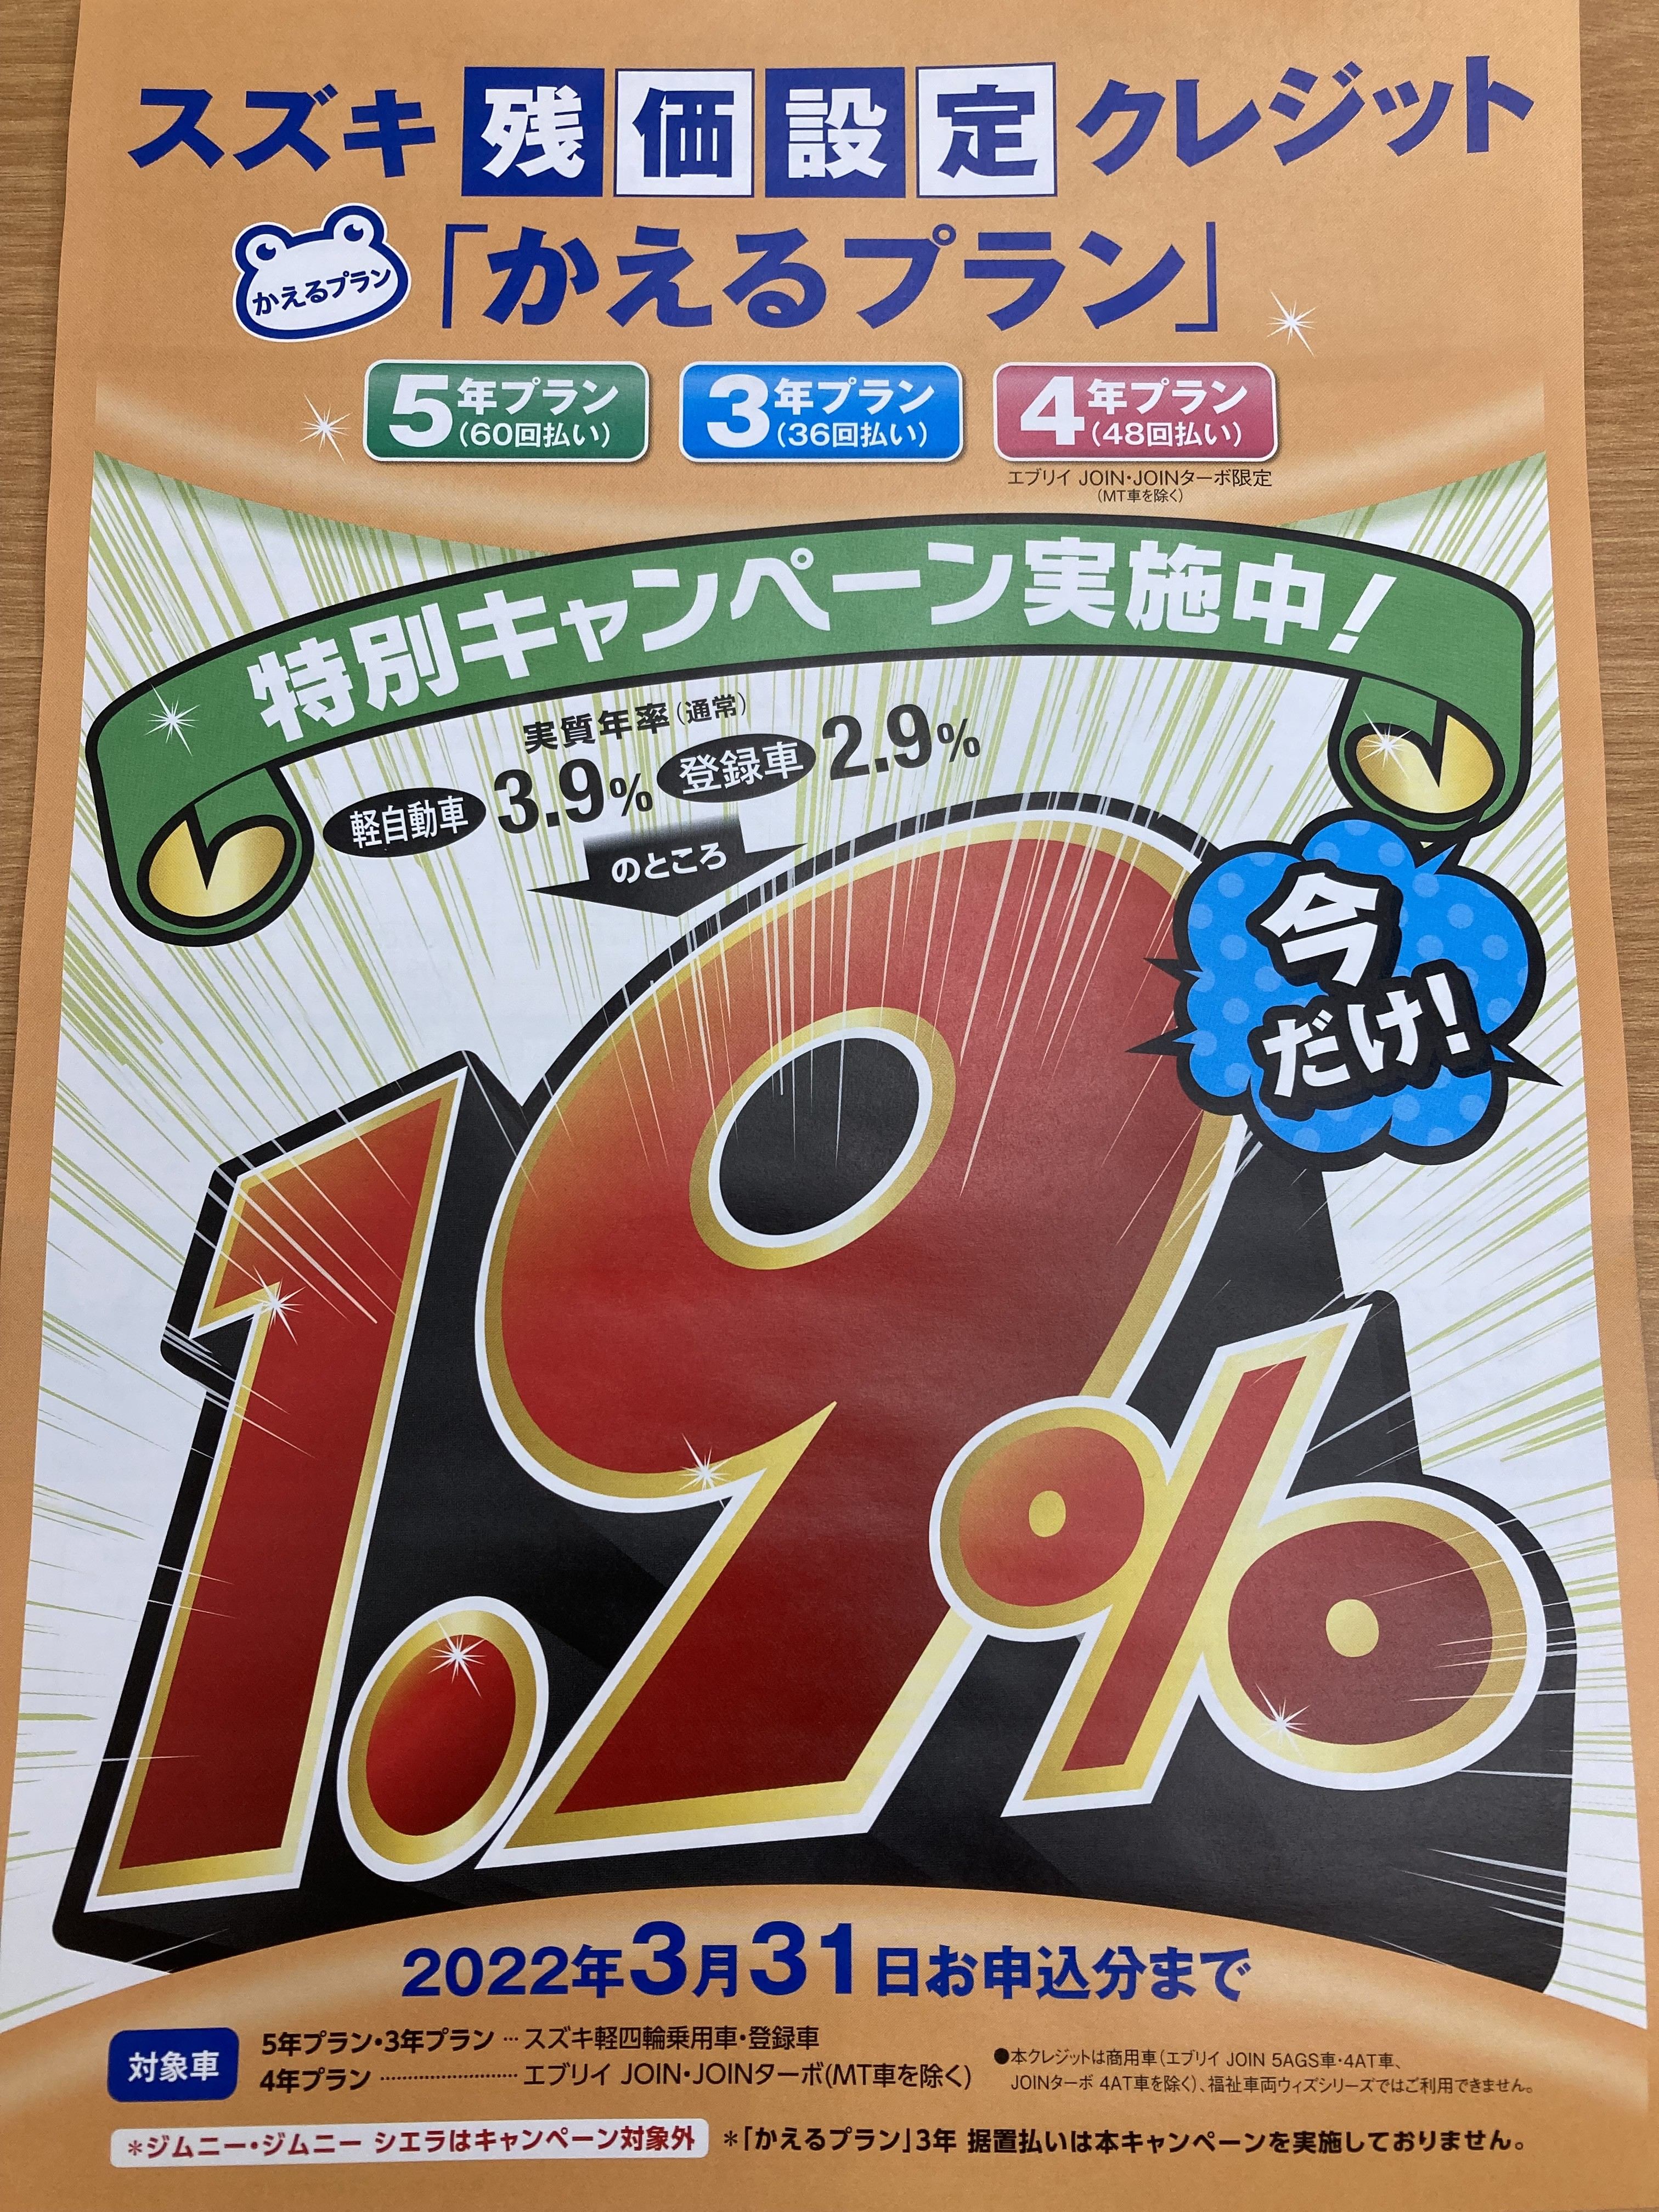 スズキ 残価設定 クレジット
かえるプラン
「かえるプラン」
5年プラン
(60回払い)
3年プラン
(36回払い)
4年プラン
(48回払い)
エブリイ JOIN・JOINターボ限定
(MT車を除く)
特別キャンペーン実施中!
実質年率(通常)
軽自動車 3.9% 登録車 2.9%
のところ
今
だけ!
1.9%
2022年3月31日お申込分まで
対象車
5年プラン・3年プラン … スズキ軽四輪乗用車・登録車
4年プラン …………………… エブリイ JOIN・JOINターボ(MT車を除く)
●本クレジットは商用車(エブリイ JOIN 5AGS車・4AT車、
JOINターボ 4AT車を除く)、福祉車両ウィズシリーズではご利用できません。
＊ジムニー・ジムニー シエラはキャンペーン対象外
＊「かえるプラン」3年 据置払いは本キャンペーンを実施しておりません。